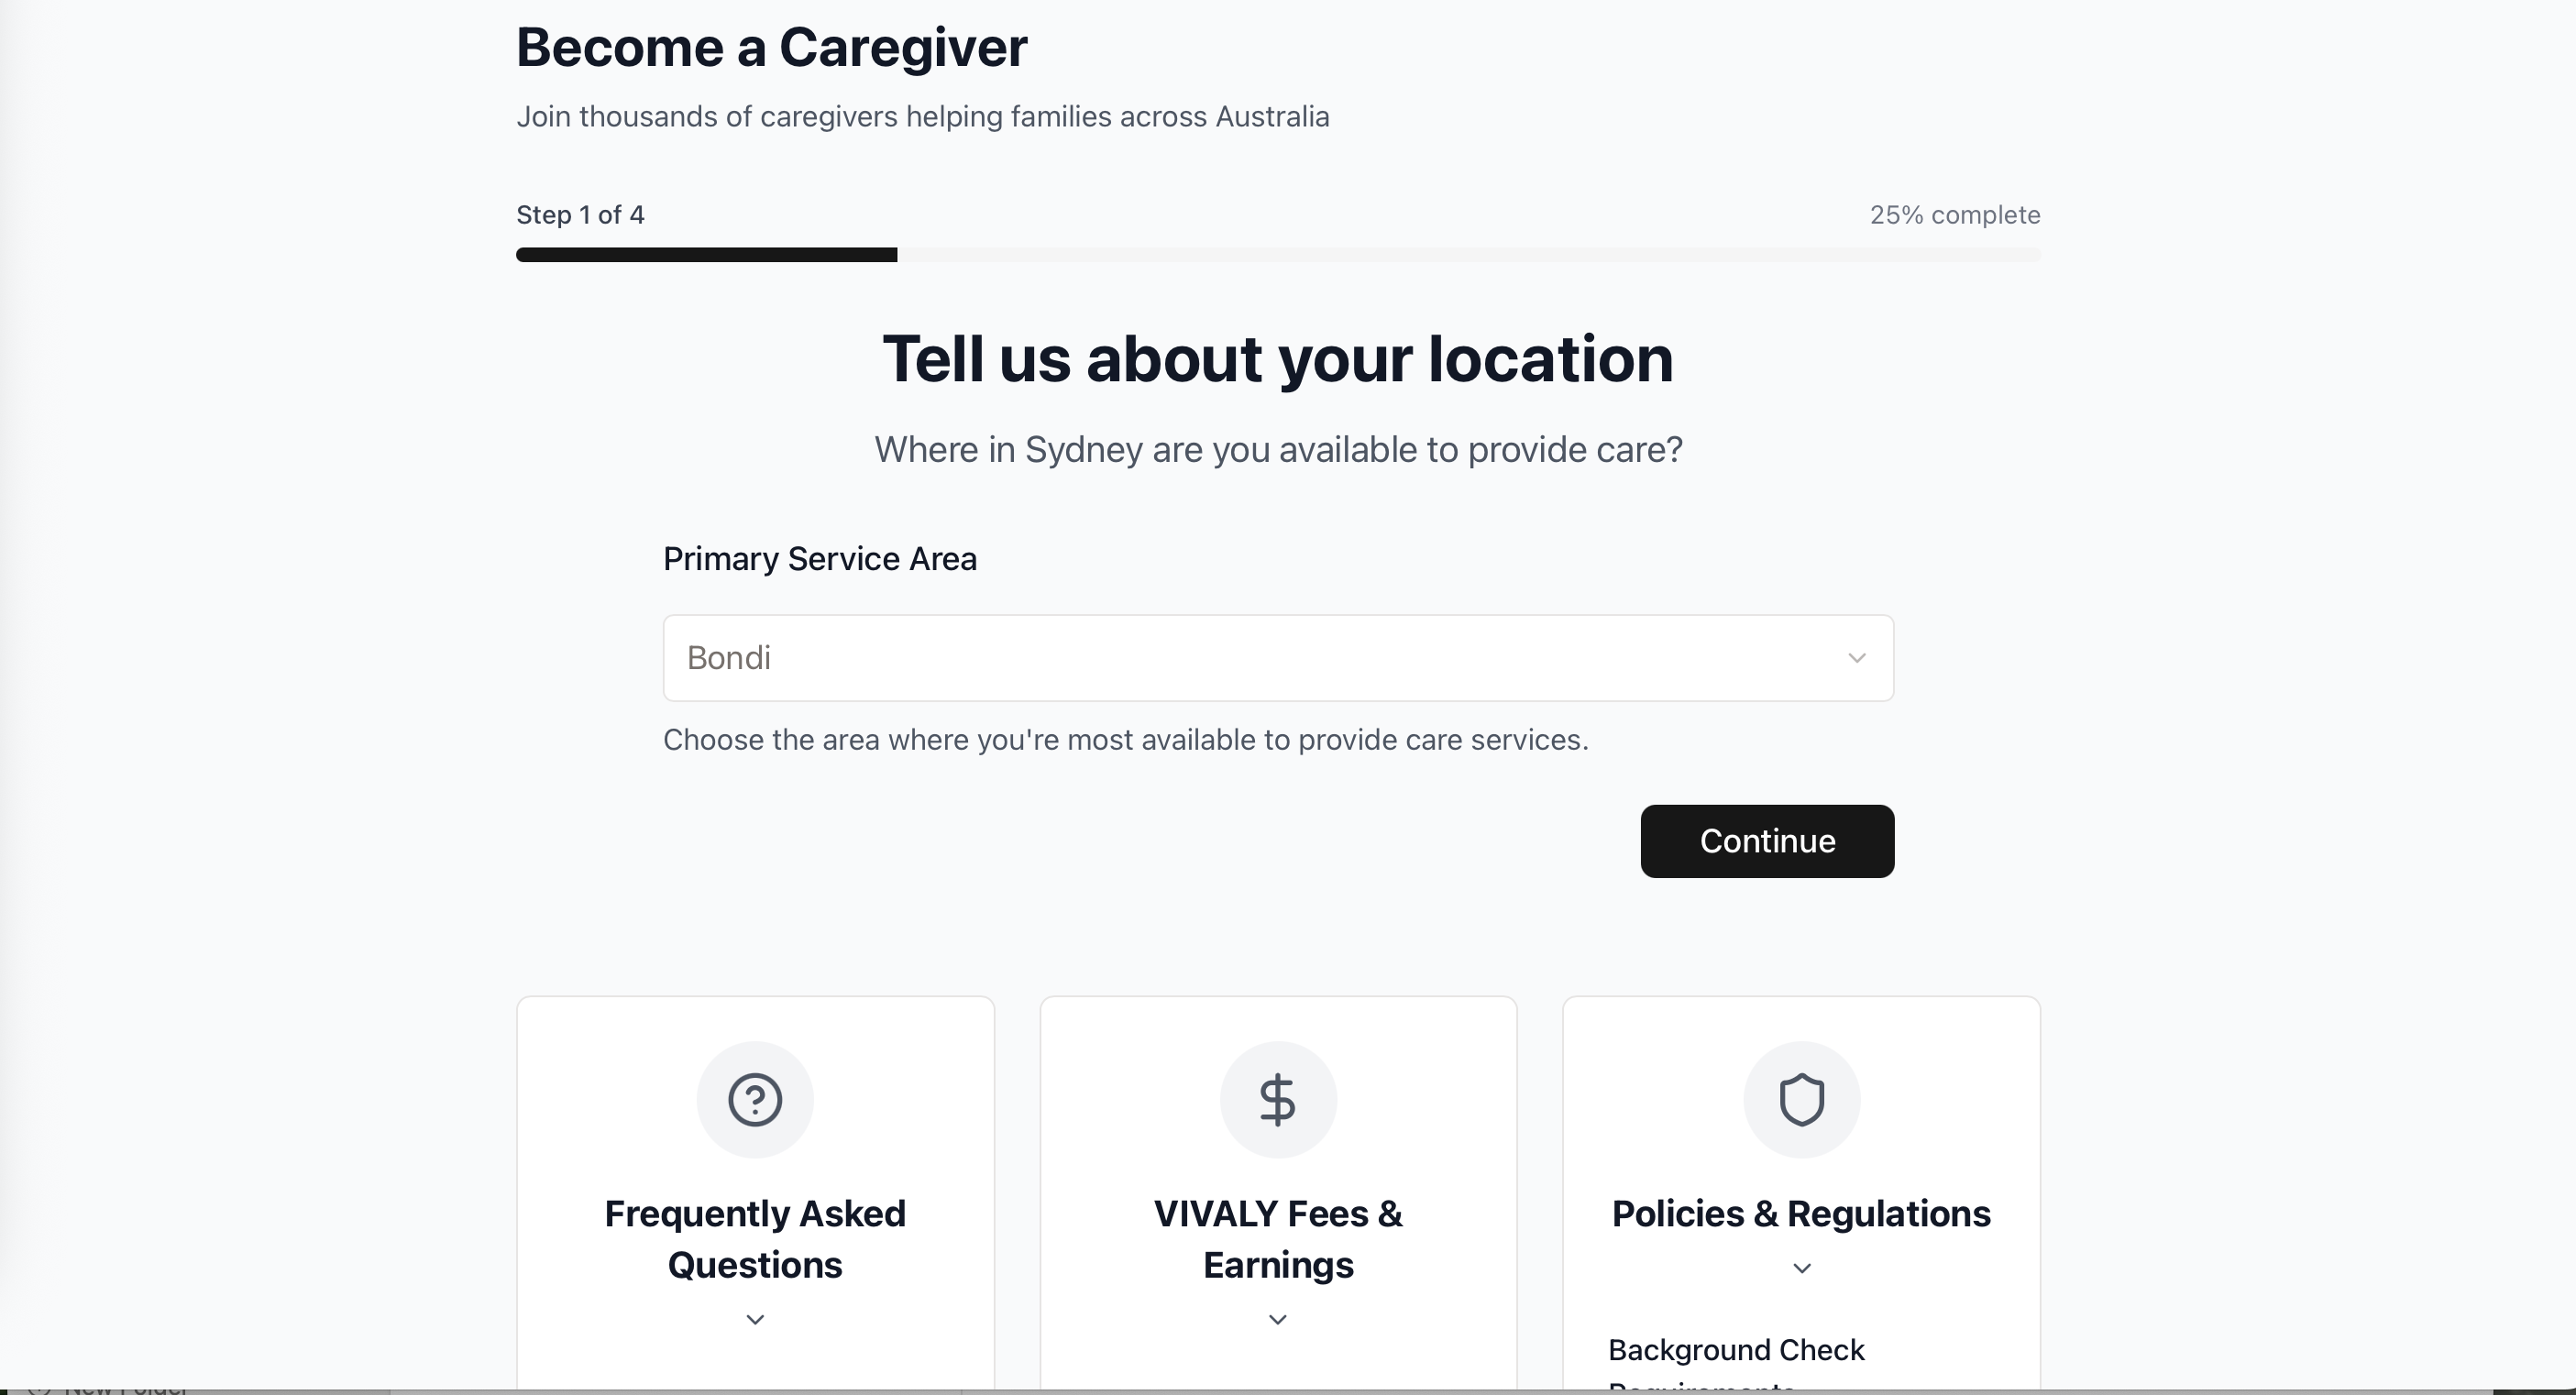 Become a Caregiver
Join thousands of caregivers helping families across Australia
Step 1 of 4
25% complete
Tell us about your location
Where in Sydney are you available to provide care?
Primary Service Area
Bondi
Choose the area where you're most available to provide care services.
Continue
Frequently Asked
Questions
VIVALY Fees &
Earnings
Policies & Regulations
Background Check
Requirements
New Folder